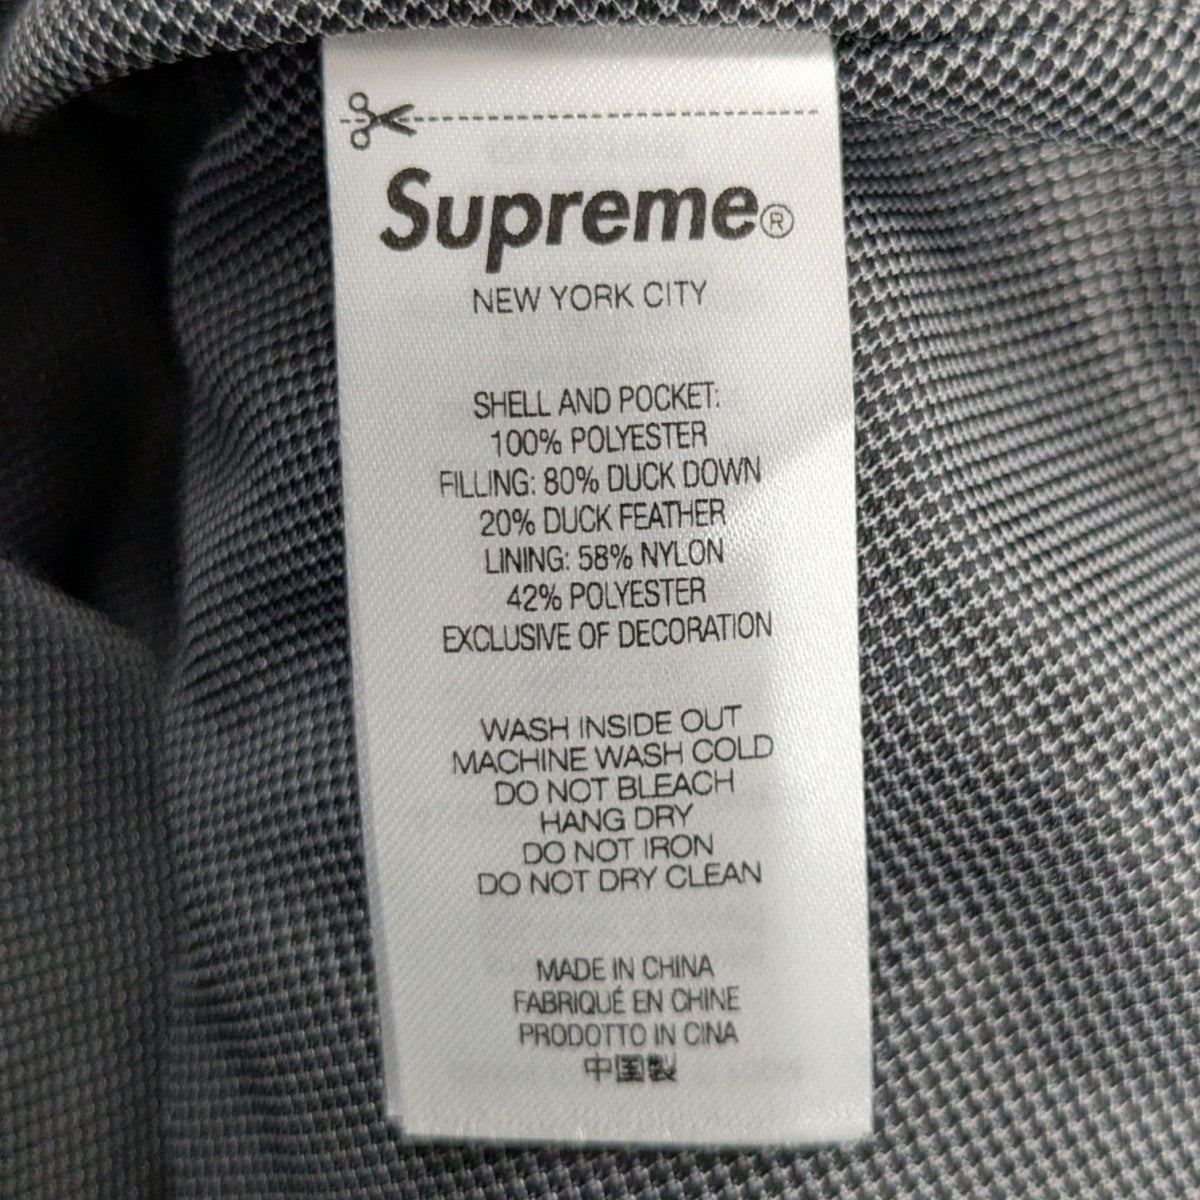 Supreme®
NEW YORK CITY
SHELL AND POCKET:
100% POLYESTER
FILLING: 80% DUCK DOWN
20% DUCK FEATHER
LINING: 58% NYLON
42% POLYESTER
EXCLUSIVE OF DECORATION
WASH INSIDE OUT
MACHINE WASH COLD
DO NOT BLEACH
HANG DRY
DO NOT IRON
DO NOT DRY CLEAN
MADE IN CHINA
FABRIQUÉ EN CHINE
PRODOTTO IN CINA
中国製